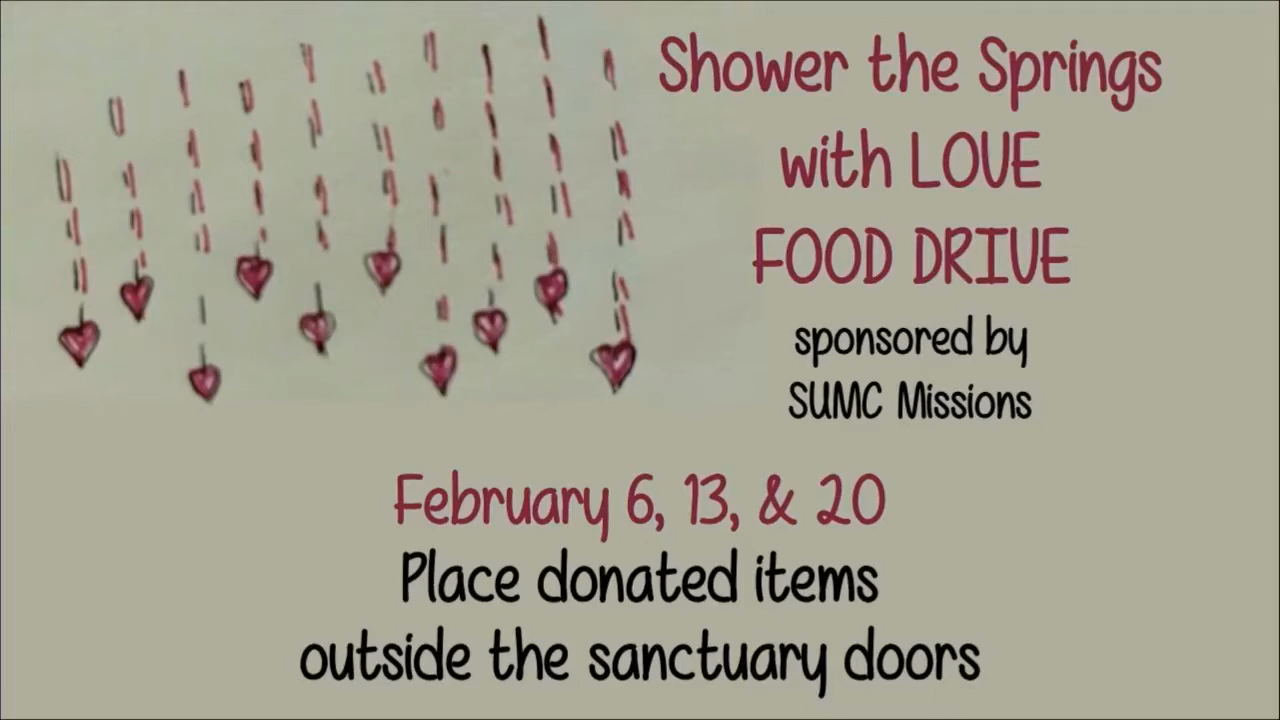 Shower the Springs
with LOVE
FOOD DRIVE
sponsored by
SUMC Missions
February 6, 13, & 20
Place donated items
outside the sanctuary doors